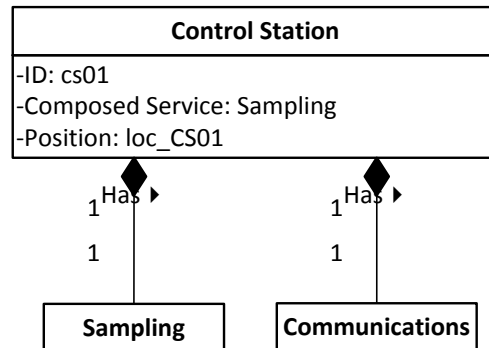 Control Station
-ID: cs01
-Composed Service: Sampling
-Position: loc_CS01
Has Has
1 1
1 1
Sampling Communications